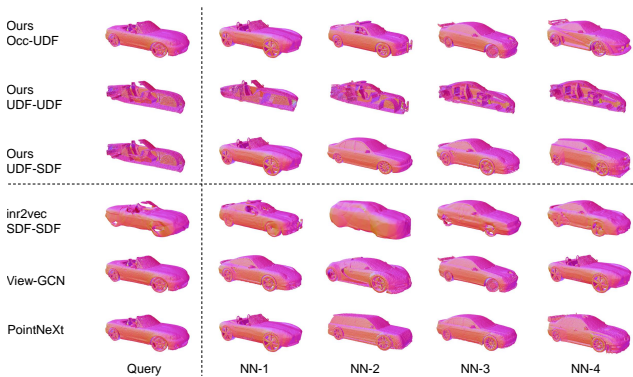 Ours
Occ-UDF
Ours
UDF-UDF
Ours
UDF-SDF
inr2vec
SDF-SDF
View-GCN
PointNeXt
Query NN-1 NN-2 NN-3 NN-4